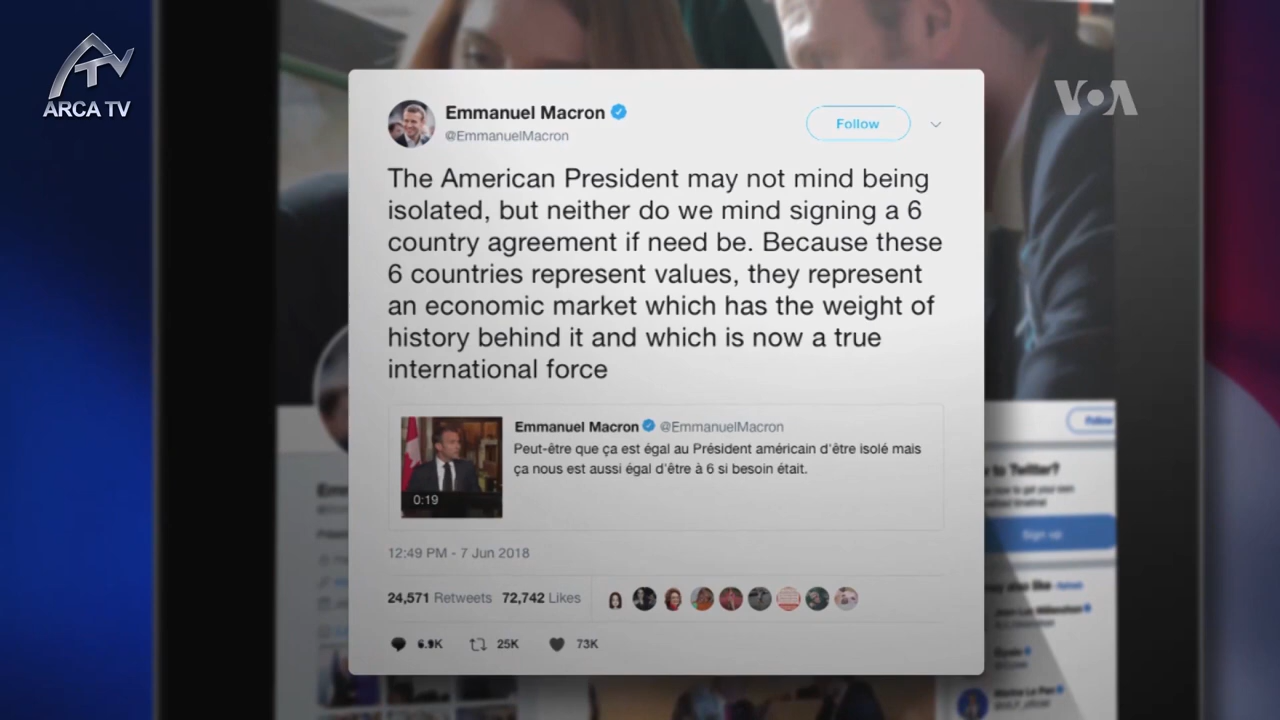 ARCA TV
VOA
Emmanuel Macron
@EmmanuelMacron
Follow
The American President may not mind being
isolated, but neither do we mind signing a 6
country agreement if need be. Because these
6 countries represent values, they represent
an economic market which has the weight of
history behind it and which is now a true
international force
Emmanuel Macron @EmmanuelMacron
Peut-être que ça est égal au Président américain d'être isolé mais
ça nous est aussi égal d'être à 6 si besoin était.
0:19
12:49 PM - 7 Jun 2018
24,571 Retweets 72,742 Likes
6.9K 25K 73K
Follow
to Twitter?
Sign up